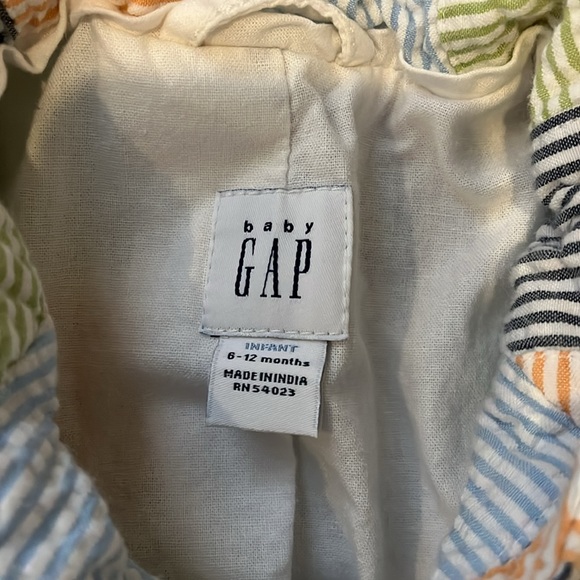 baby
GAP
INFANT
6-12 months
MADE IN INDIA
RN 54023